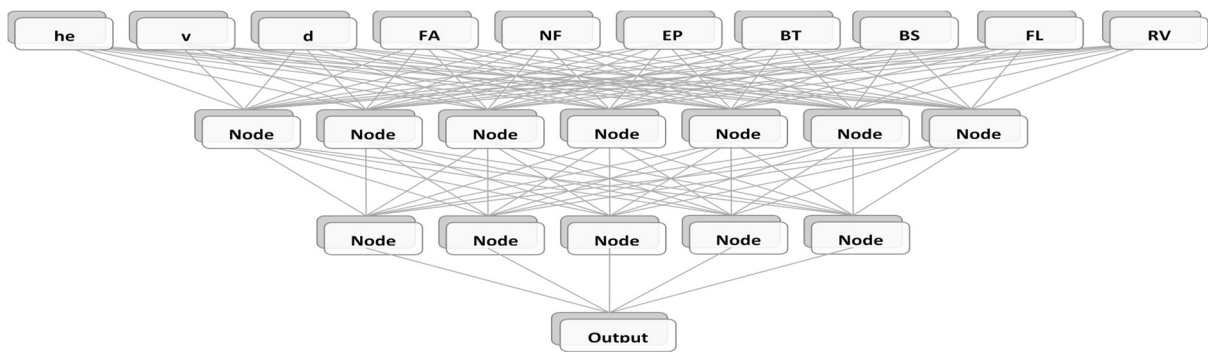 he v d FA NF EP BT BS FL RV
Node Node Node Node Node Node Node
Node Node Node Node Node
Output